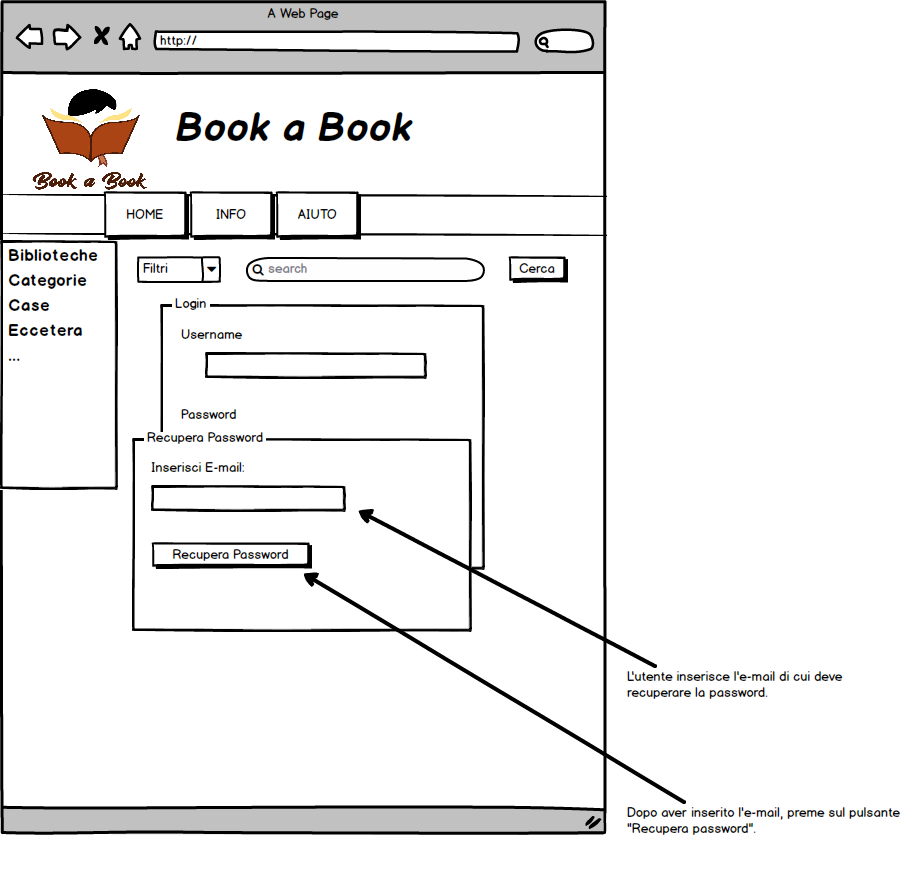 A Web Page
http://
Book a Book
Book a Book
HOME INFO AIUTO
Biblioteche
Categorie
Case
Eccetera
...
Filtri search Cerca
Login
Username
Password
Recupera Password
Inserisci E-mail:
Recupera Password
L'utente inserisce l'e-mail di cui deve
recuperare la password.
Dopo aver inserito l'e-mail, preme sul pulsante
"Recupera password".